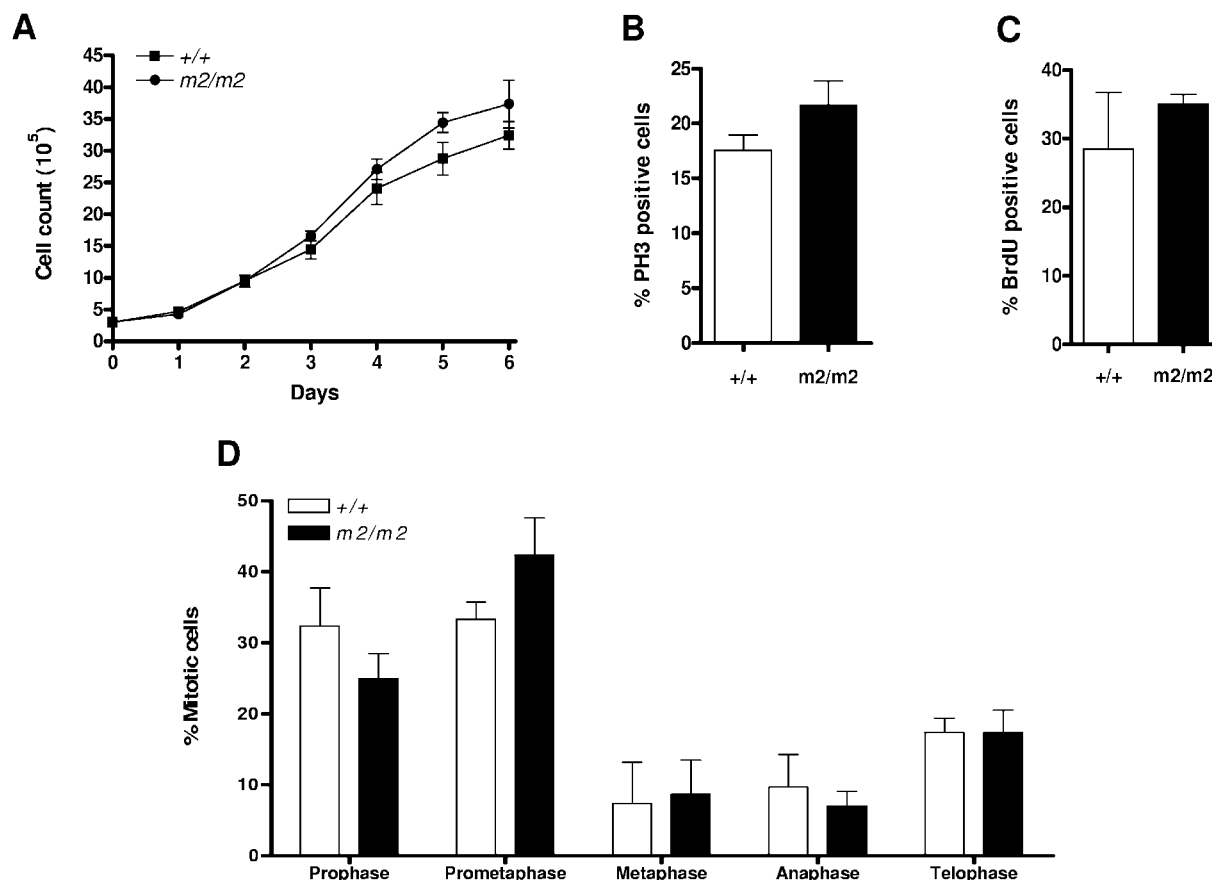 A
Cell count (10^5)
45
40
35
30
25
20
15
10
5
0
+/+
m2/m2
0 1 2 3 4 5 6
Days
B
% PH3 positive cells
25
20
15
10
5
0
+/+ m2/m2
C
% BrdU positive cells
40
30
20
10
0
+/+ m2/m2
D
% Mitotic cells
50
40
30
20
10
0
+/+
m2/m2
Prophase Prometaphase Metaphase Anaphase Telophase